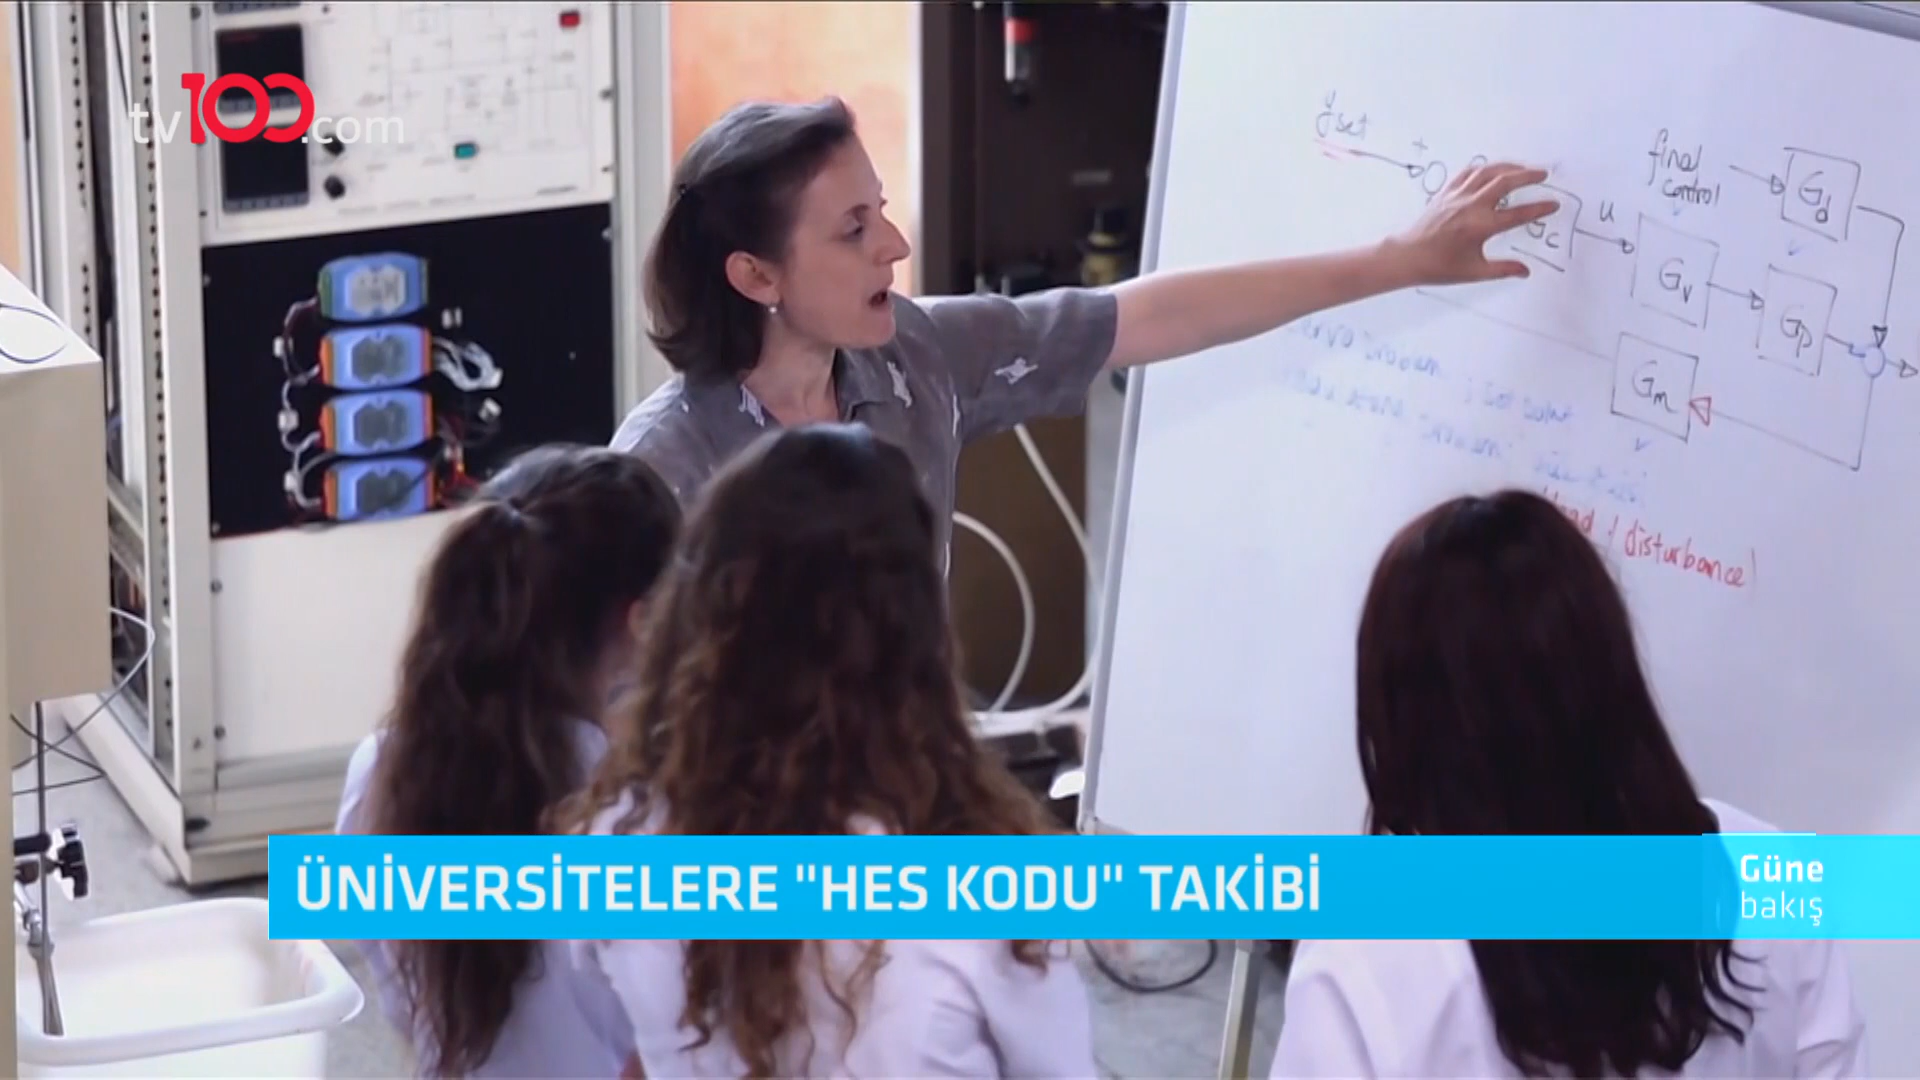 tv100.com
yset
+
final
control
Gd
Gc
u
Gv
Gp
Gm
disturbance
ÜNİVERSİTELERE "HES KODU" TAKİBİ
Güne
bakış